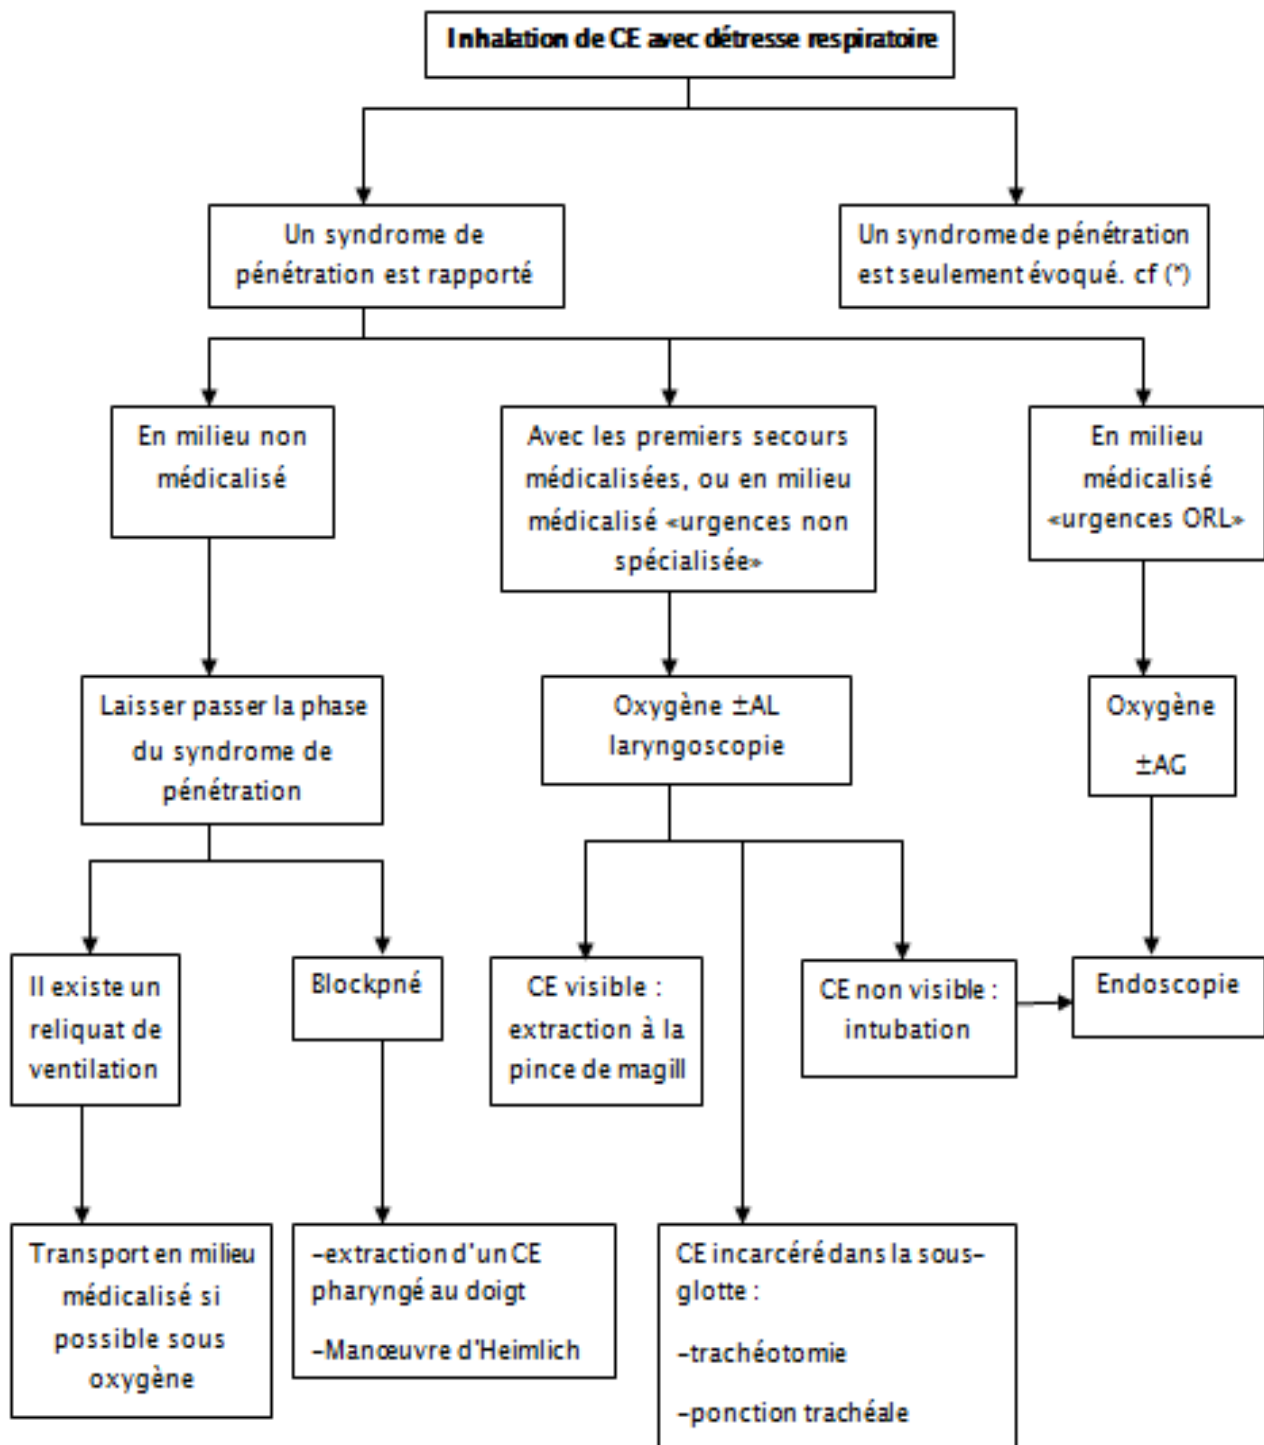 Inhalation de CE avec détresse respiratoire
Un syndrome de
pénétration est rapporté
Un syndrome de pénétration
est seulement évoqué. cf (*)
En milieu non
médicalisé
Avec les premiers secours
médicalisées, ou en milieu
médicalisé «urgences non
spécialisée»
En milieu
médicalisé
«urgences ORL»
Laisser passer la phase
du syndrome de
pénétration
Oxygène ±AL
laryngoscopie
Oxygène
±AG
Il existe un
reliquat de
ventilation
Blockpné
CE visible :
extraction à la
pince de magill
CE non visible :
intubation
Endoscopie
Transport en milieu
médicalisé si
possible sous
oxygène
-extraction d'un CE
pharyngé au doigt
-Manœuvre d'Heimlich
CE incarcéré dans la sous-
glotte :
-trachéotomie
-ponction trachéale